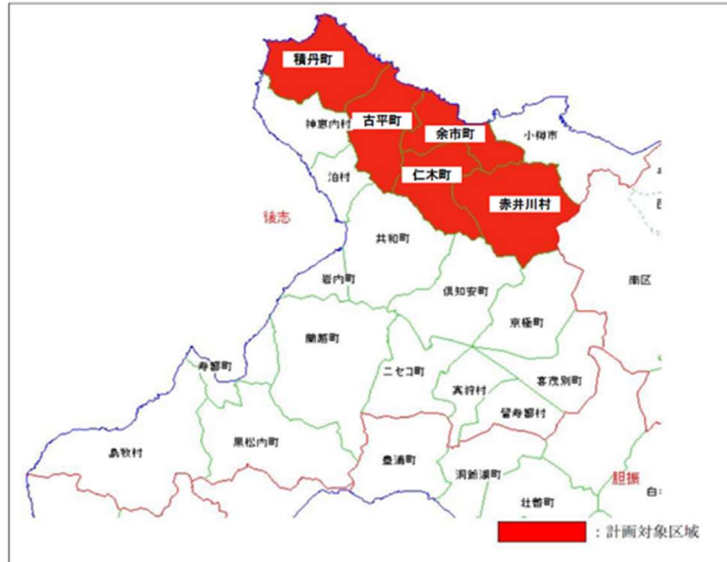 積丹町
神恵内村
古平町
余市町
小樽市
泊村
仁木町
赤井川村
後志
共和町
岩内町
倶知安町
南区
京極町
蘭越町
寿都町
ニセコ町
真狩村
喜茂別町
留寿都村
島牧村
黒松内町
豊浦町
洞爺湖町
胆振
壮瞥町
白
：計画対象区域